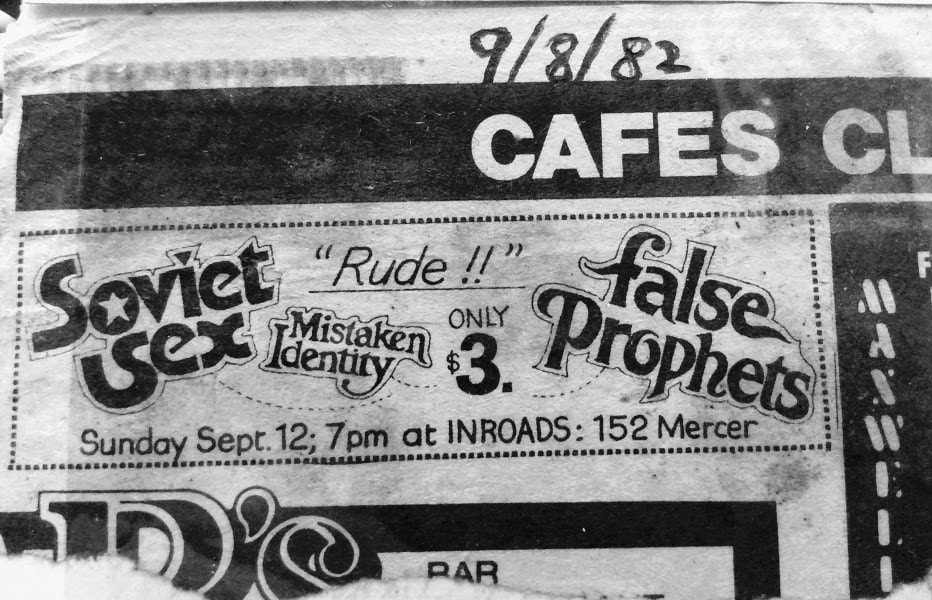 9/8/82
CAFES CL
Soviet
Sex
"Rude !!"
Mistaken
Identity
ONLY
$3.
false
Prophets
Sunday Sept. 12; 7pm at INROADS: 152 Mercer
F
D's
BAR